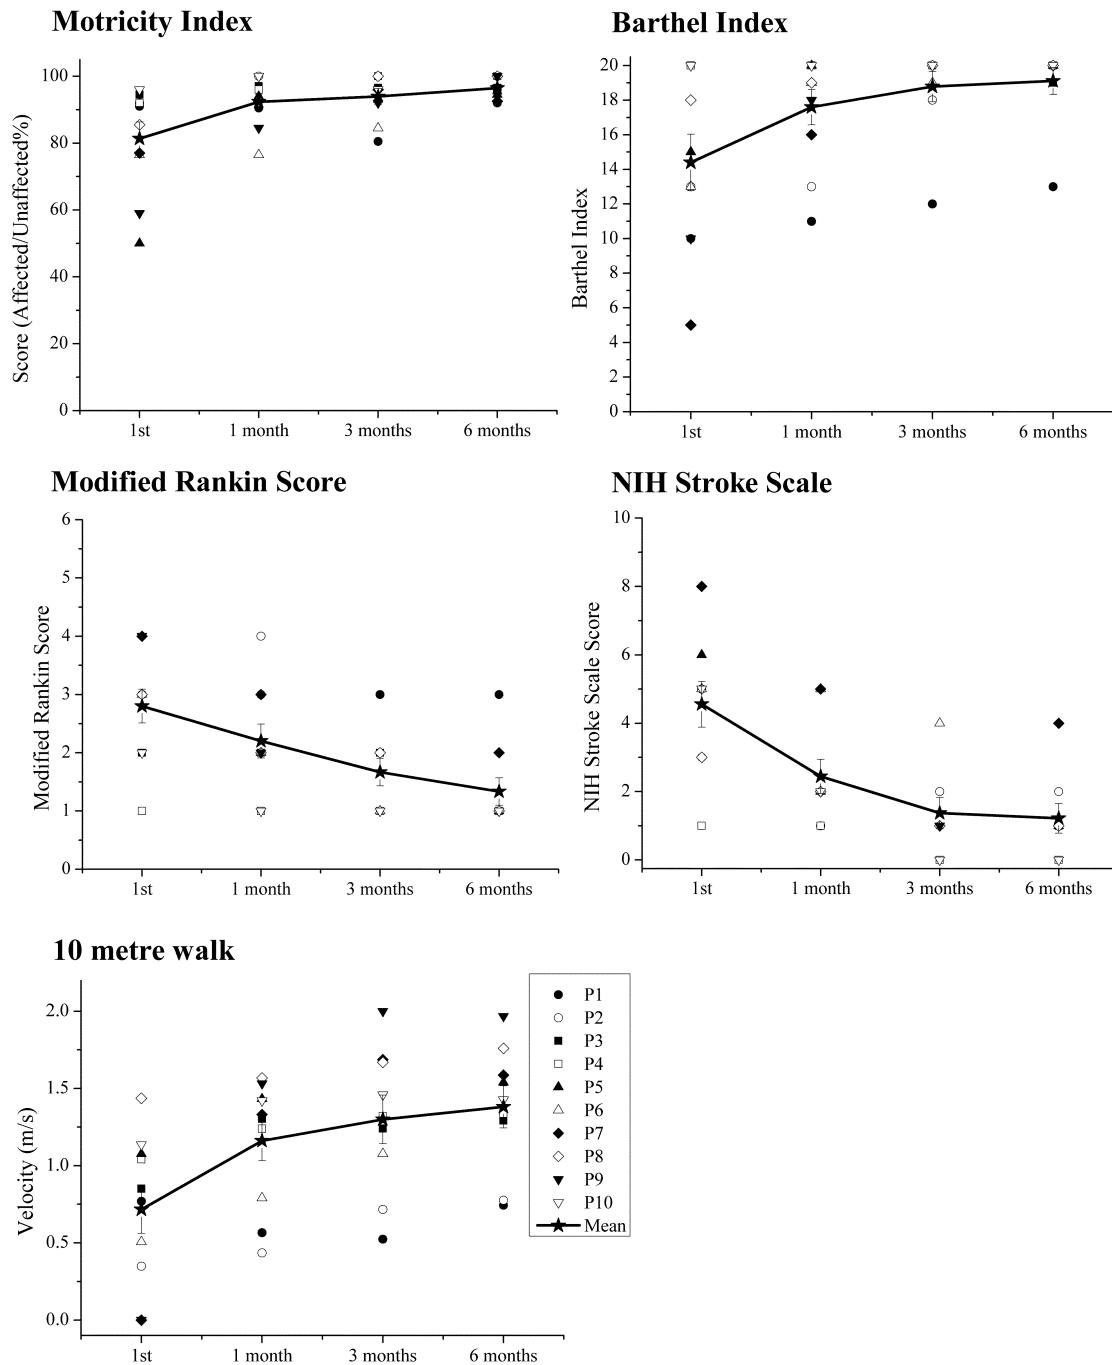 Motricity Index
Score (Affected/Unaffected%)
100
80
60
40
20
0
1st
1 month
3 months
6 months
Barthel Index
Barthel Index
20
18
16
14
12
10
8
6
4
2
0
1st
1 month
3 months
6 months
Modified Rankin Score
Modified Rankin Score
6
5
4
3
2
1
0
1st
1 month
3 months
6 months
NIH Stroke Scale
NIH Stroke Scale Score
10
8
6
4
2
0
1st
1 month
3 months
6 months
10 metre walk
Velocity (m/s)
2.0
1.5
1.0
0.5
0.0
1st
1 month
3 months
6 months
P1
P2
P3
P4
P5
P6
P7
P8
P9
P10
Mean